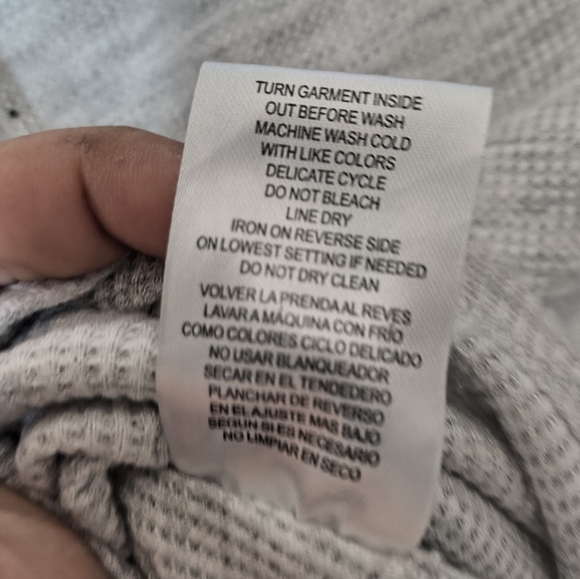 TURN GARMENT INSIDE
OUT BEFORE WASH
MACHINE WASH COLD
WITH LIKE COLORS
DELICATE CYCLE
DO NOT BLEACH
LINE DRY
IRON ON REVERSE SIDE
ON LOWEST SETTING IF NEEDED
DO NOT DRY CLEAN
VOLVER LA PRENDA AL REVES
LAVAR A MÁQUINA CON FRÍO
COMO COLORES CICLO DELICADO
NO USAR BLANQUEADOR
SECAR EN EL TENDEDERO
PLANCHAR DE REVERSO
EN EL AJUSTE MAS BAJO
SEGUN SI ES NECESARIO
NO LIMPIAR EN SECO